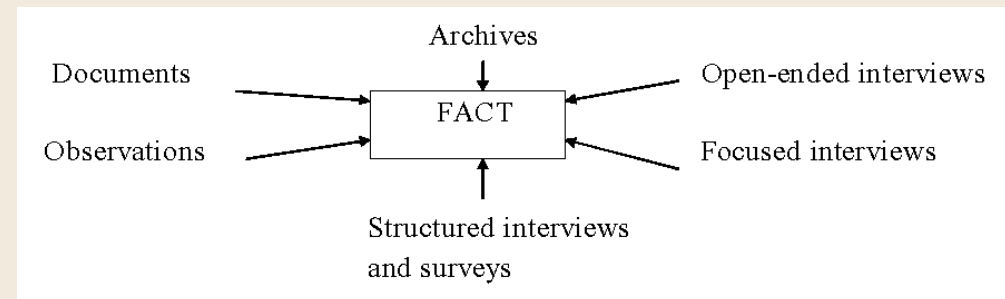 Archives
Documents
Open-ended interviews
FACT
Observations
Focused interviews
Structured interviews
and surveys